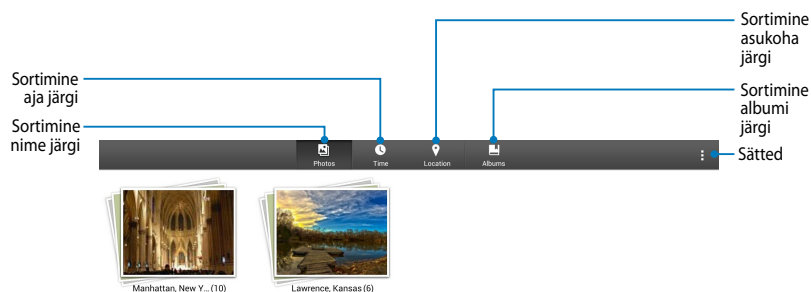 Sortimine
asukoha
järgi
Sortimine
aja järgi
Sortimine
albumi
järgi
Sortimine
nime järgi
Photos
Time
Location
Albums
Sätted
Manhattan, New Y... (10)
Lawrence, Kansas (6)